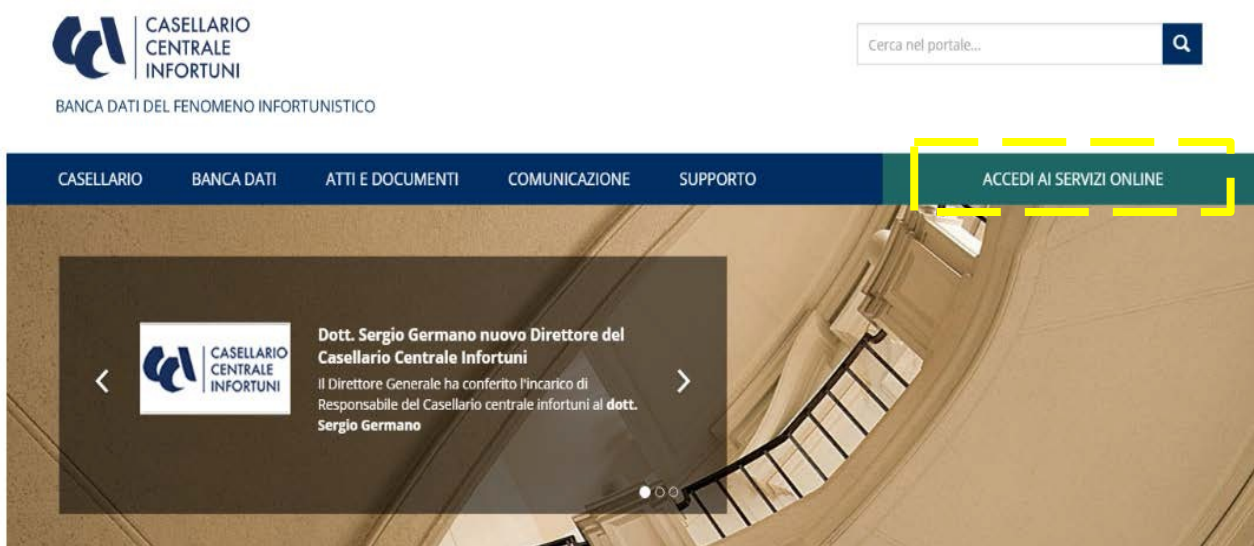 CASELLARIO
CENTRALE
INFORTUNI
BANCA DATI DEL FENOMENO INFORTUNISTICO
Cerca nel portale...
CASELLARIO BANCA DATI ATTI E DOCUMENTI COMUNICAZIONE SUPPORTO ACCEDI AI SERVIZI ONLINE
CASELLARIO
CENTRALE
INFORTUNI
Dott. Sergio Germano nuovo Direttore del
Casellario Centrale Infortuni
Il Direttore Generale ha conferito l'incarico di
Responsabile del Casellario centrale infortuni al dott.
Sergio Germano